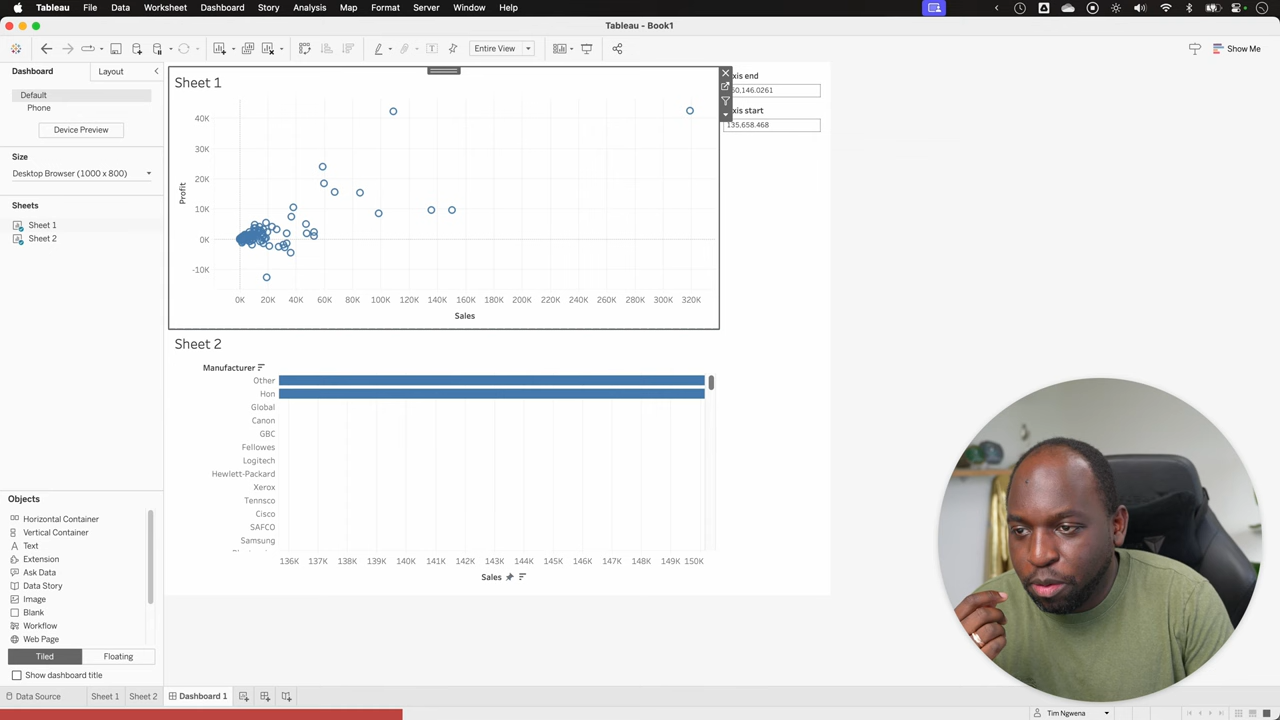 Tableau File Data Worksheet Dashboard Story Analysis Map Format Server Window Help
Tableau - Book1
Entire View
Show Me
Dashboard Layout
Default
Phone
Device Preview
Size
Desktop Browser (1000 x 800)
Sheets
Sheet 1
Sheet 2
Objects
Horizontal Container
Vertical Container
Text
Extension
Ask Data
Data Story
Image
Blank
Workflow
Web Page
Tiled Floating
Show dashboard title
Sheet 1
40K
30K
20K
10K
0K
-10K
Profit
0K 20K 40K 60K 80K 100K 120K 140K 160K 180K 200K 220K 240K 260K 280K 300K 320K
Sales
xis end
50,146.0261
xis start
135,658.468
Sheet 2
Manufacturer
Other
Hon
Global
Canon
GBC
Fellowes
Logitech
Hewlett-Packard
Xerox
Tennsco
Cisco
SAFCO
Samsung
136K 137K 138K 139K 140K 141K 142K 143K 144K 145K 146K 147K 148K 149K 150K
Sales
Data Source Sheet 1 Sheet 2 Dashboard 1
Tim Ngwena